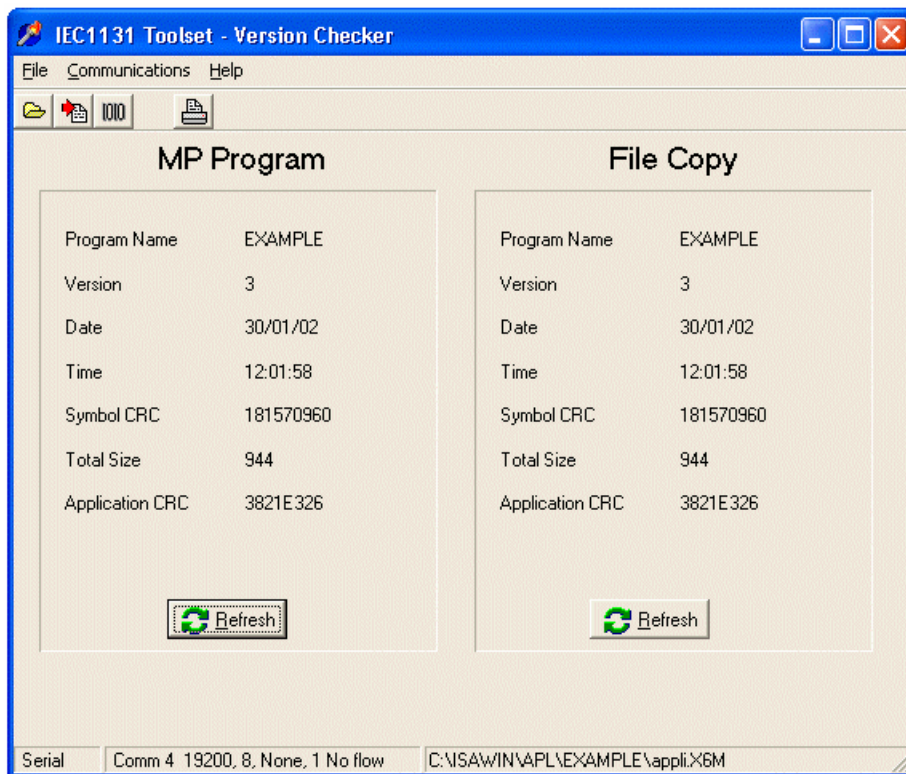 IEC1131 Toolset - Version Checker
File Communications Help
MP Program
Program Name EXAMPLE
Version 3
Date 30/01/02
Time 12:01:58
Symbol CRC 181570960
Total Size 944
Application CRC 3821E326
Refresh
File Copy
Program Name EXAMPLE
Version 3
Date 30/01/02
Time 12:01:58
Symbol CRC 181570960
Total Size 944
Application CRC 3821E326
Refresh
Serial Comm 4 19200, 8, None, 1 No flow C:\ISAWIN\APL\EXAMPLE\appli.X6M